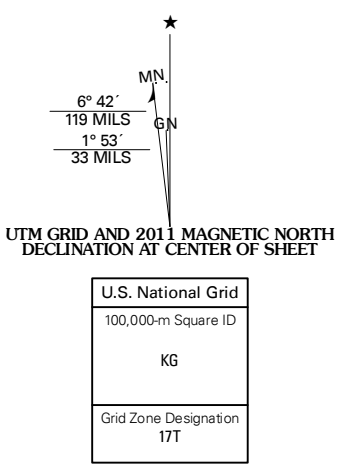 ★
MN.
6° 42´
119 MILS
GN
1° 53´
33 MILS
UTM GRID AND 2011 MAGNETIC NORTH
DECLINATION AT CENTER OF SHEET
U.S. National Grid
100,000-m Square ID
KG
Grid Zone Designation
17T